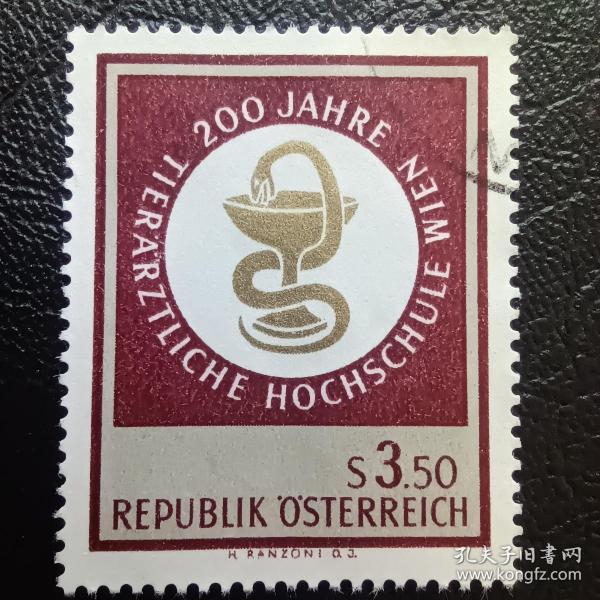 200 JAHRE TIERÄRZTLICHE HOCHSCHULE WIEN
S 3.50
REPUBLIK ÖSTERREICH
H. RANZONI D. J.
孔夫子旧书网
www.kongfz.com